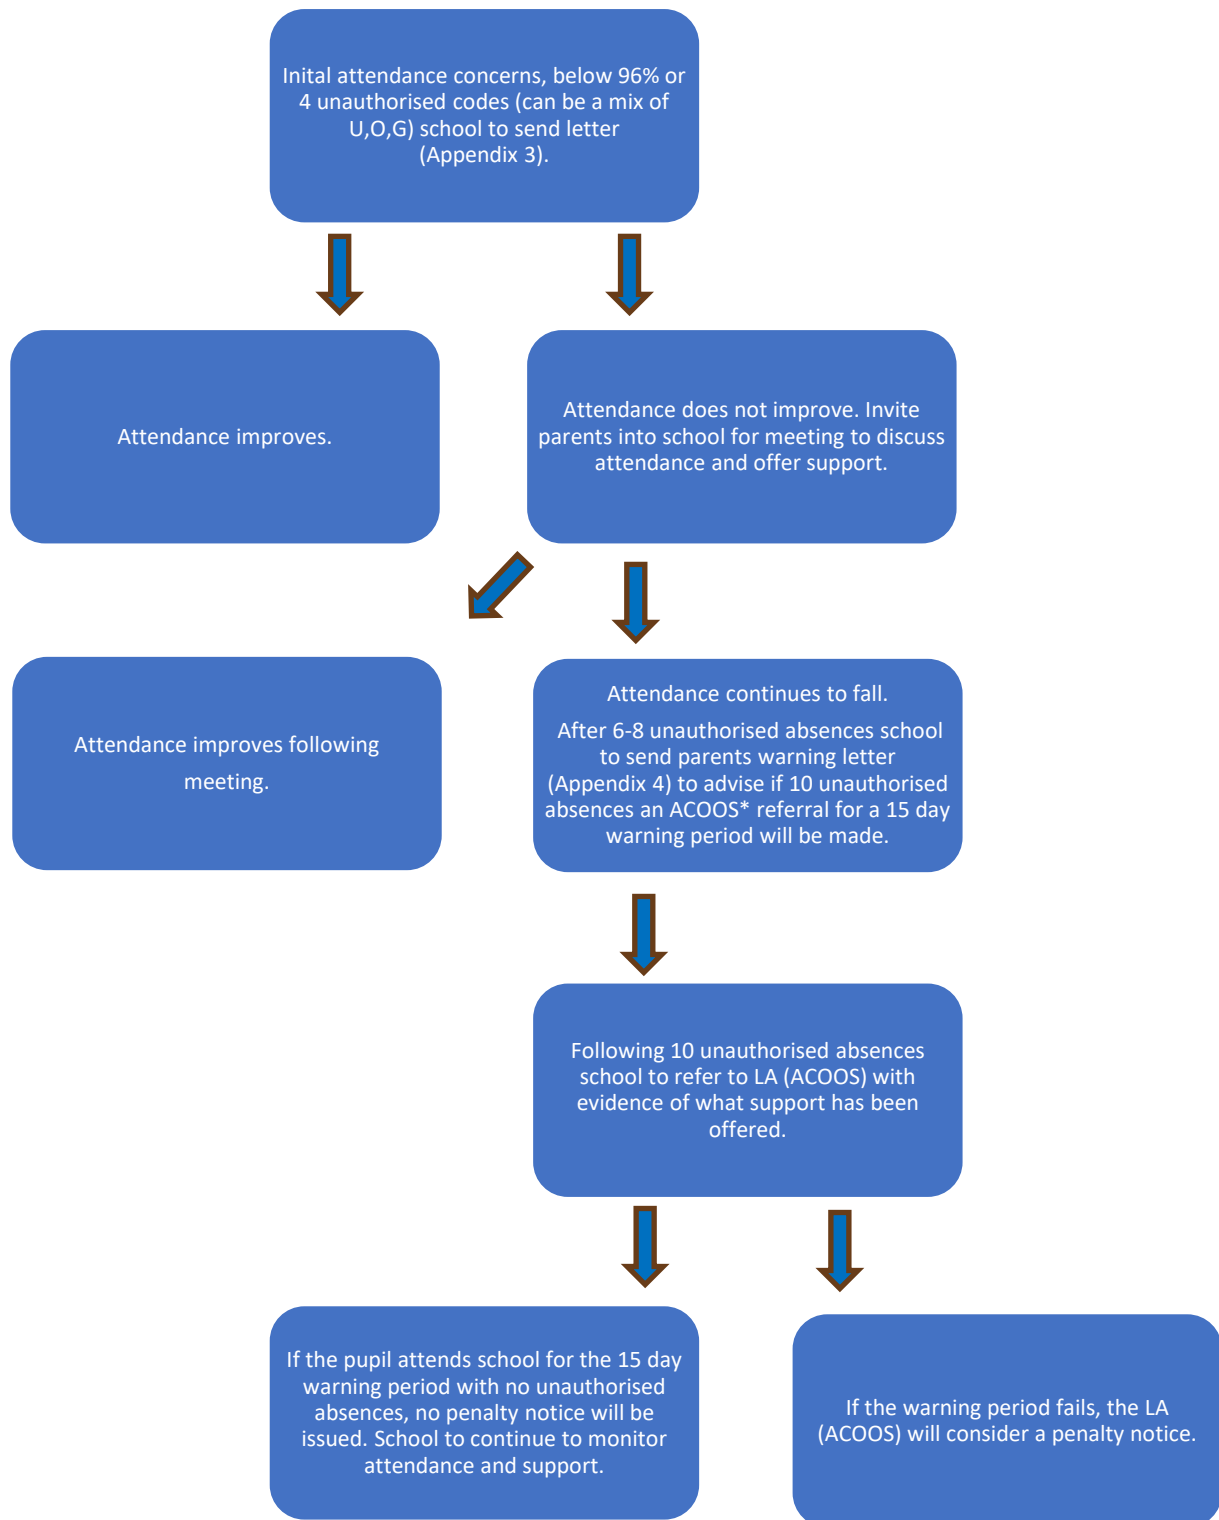 Inital attendance concerns, below 96% or
4 unauthorised codes (can be a mix of
U,O,G) school to send letter
(Appendix 3).
Attendance improves.
Attendance does not improve. Invite
parents into school for meeting to discuss
attendance and offer support.
Attendance improves following
meeting.
Attendance continues to fall.
After 6-8 unauthorised absences school
to send parents warning letter
(Appendix 4) to advise if 10 unauthorised
absences an ACOOS* referral for a 15 day
warning period will be made.
Following 10 unauthorised absences
school to refer to LA (ACOOS) with
evidence of what support has been
offered.
If the pupil attends school for the 15 day
warning period with no unauthorised
absences, no penalty notice will be
issued. School to continue to monitor
attendance and support.
If the warning period fails, the LA
(ACOOS) will consider a penalty notice.